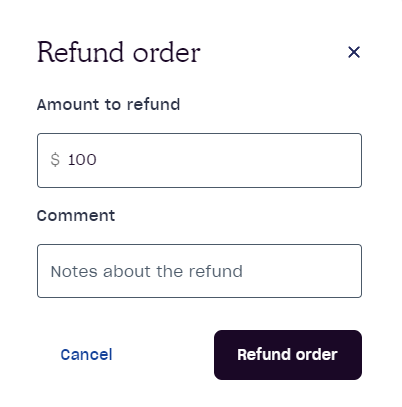 Refund order
Amount to refund
$ 100
Comment
Notes about the refund
Cancel
Refund order